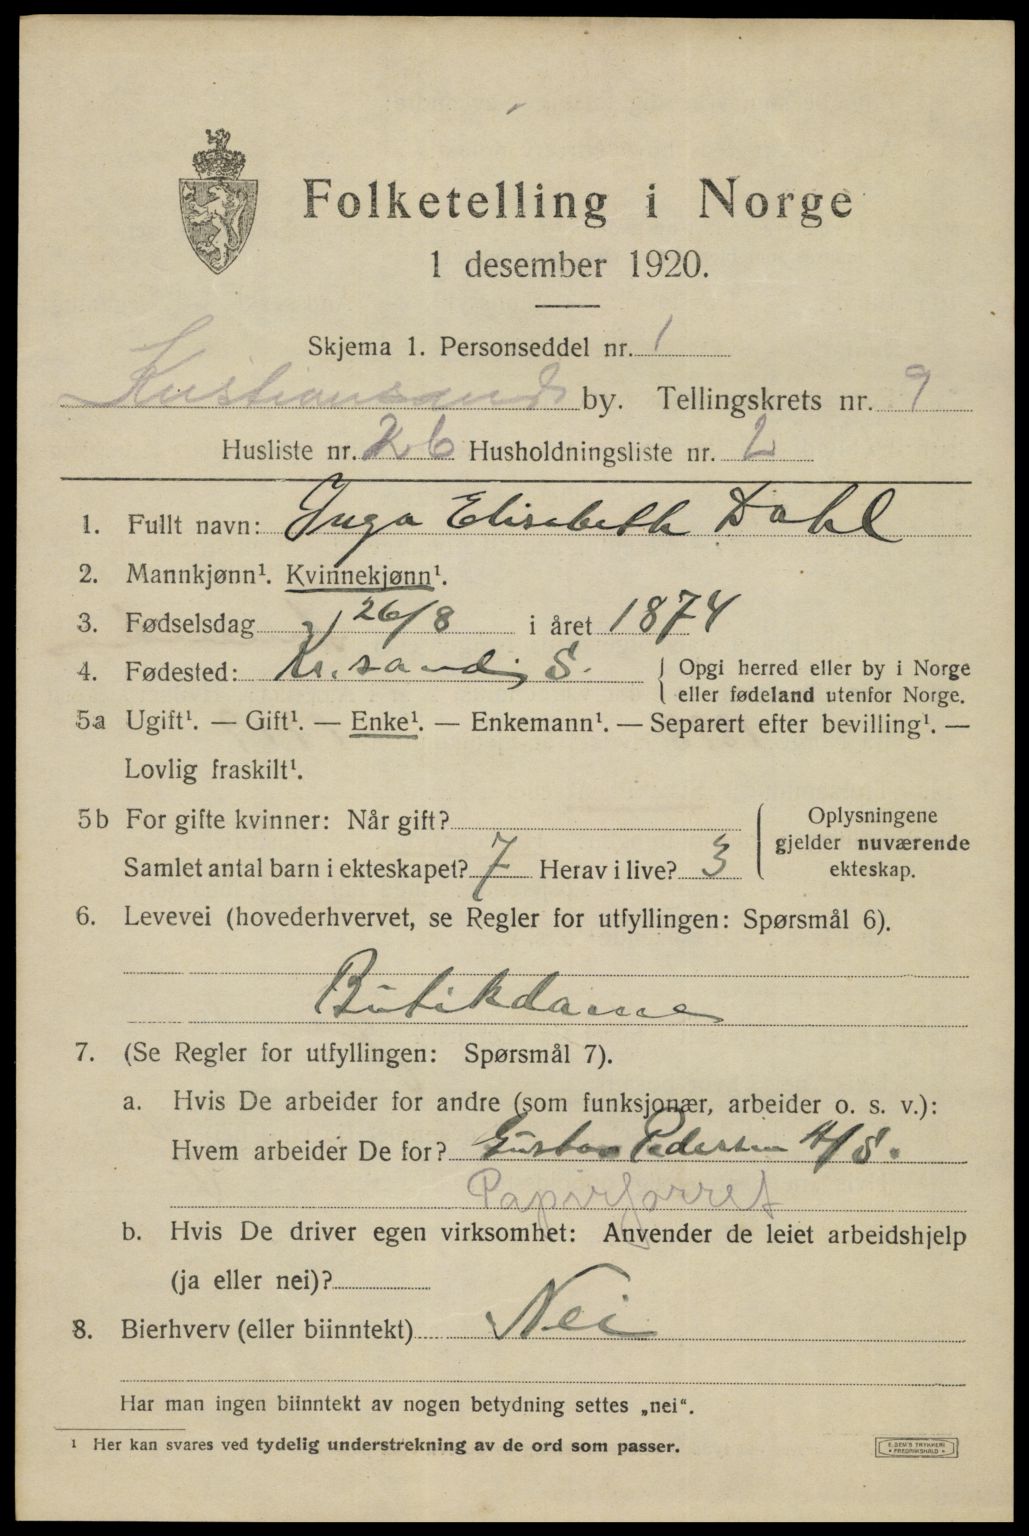 Folketelling i Norge
1 desember 1920.
Skjema 1. Personseddel nr. 1
Kristiansand by. Tellingskrets nr. 9
Husliste nr. 26 Husholdningsliste nr. 2
1. Fullt navn: Inga Elisabeth Dahl
2. Mannkjønn¹. Kvinnekjønn¹.
3. Fødselsdag 26/8 i året 1874
4. Fødested: Kr.sand S. Opgi herred eller by i Norge
eller fødeland utenfor Norge.
5a Ugift¹. — Gift¹. — Enke¹. — Enkemann¹. — Separert efter bevilling¹. —
Lovlig fraskilt¹.
5b For gifte kvinner: Når gift? Oplysningene
gjelder nuværende
Samlet antal barn i ekteskapet? 7 Herav i live? 3 ekteskap.
6. Levevei (hovederhvervet, se Regler for utfyllingen: Spørsmål 6).
Butikdame
7. (Se Regler for utfyllingen: Spørsmål 7).
a. Hvis De arbeider for andre (som funksjonær, arbeider o. s. v.):
Hvem arbeider De for? Gustav Pedersen A/S.
Papirforret
b. Hvis De driver egen virksomhet: Anvender de leiet arbeidshjelp
(ja eller nei)?
8. Bierhverv (eller biinntekt) Nei
Har man ingen biinntekt av nogen betydning settes „nei".
¹ Her kan svares ved tydelig understrekning av de ord som passer.
E. SEM'S TRYKKERI
FREDRIKSHALD